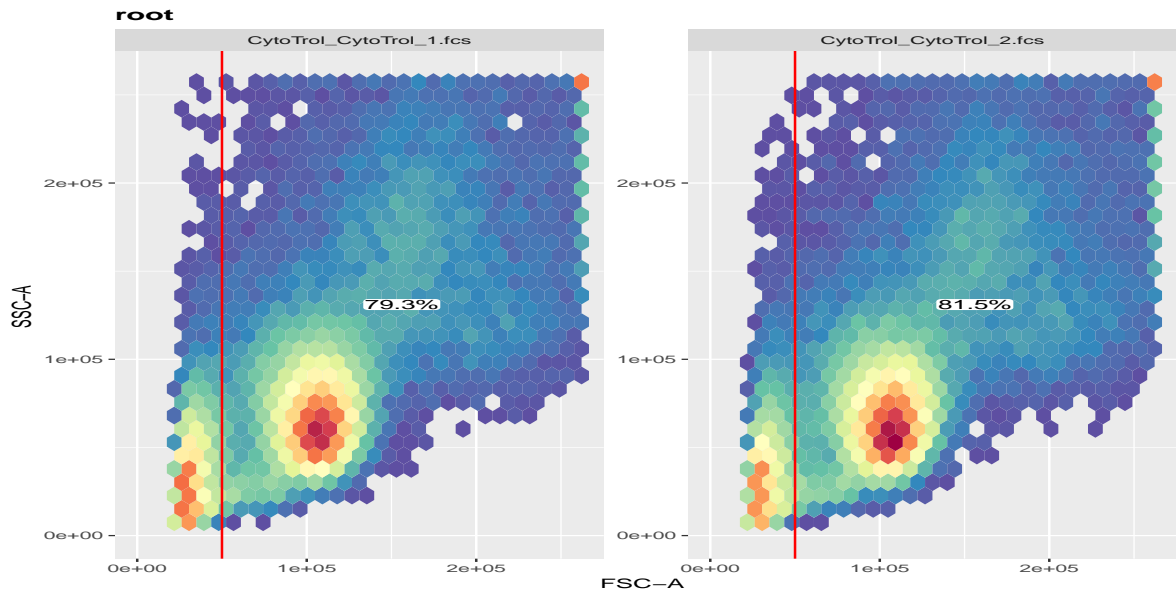 root
CytoTrol_CytoTrol_1.fcs
CytoTrol_CytoTrol_2.fcs
2e+05
1e+05
0e+00
SSC−A
79.3%
0e+00
1e+05
2e+05
2e+05
1e+05
0e+00
81.5%
0e+00
1e+05
2e+05
FSC−A